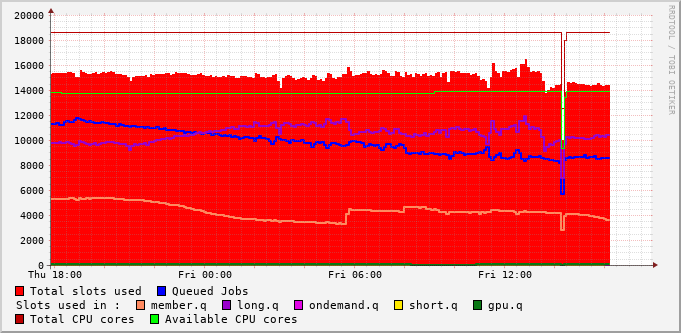 20000
18000
16000
14000
12000
10000
8000
6000
4000
2000
0
Thu 18:00 Fri 00:00 Fri 06:00 Fri 12:00
Total slots used Queued Jobs
Slots used in : member.q long.q ondemand.q short.q gpu.q
Total CPU cores Available CPU cores
RRDTOOL / TOBI OETIKER